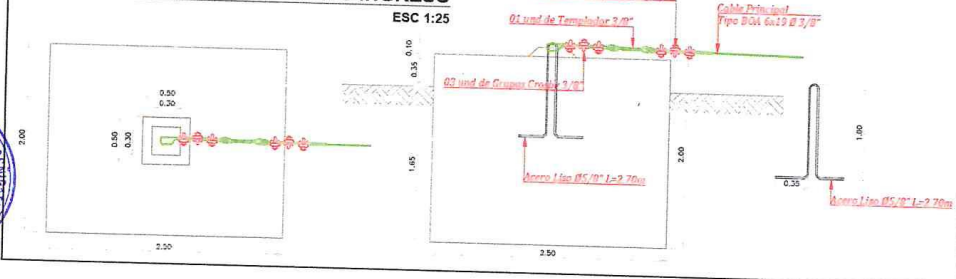 ESC 1:25
01 und de Templador 3/8"
Cable Principal
Tipo BOA 6x19 Ø 3/8"
0.10
0.35
03 und de Grapas Crosby 3/8"
0.50
0.30
0.50
0.30
2.00
1.65
2.00
1.00
0.35
Acero Liso Ø5/8" L=2.70m
Acero Liso Ø5/8" L=2.70m
2.50
2.50